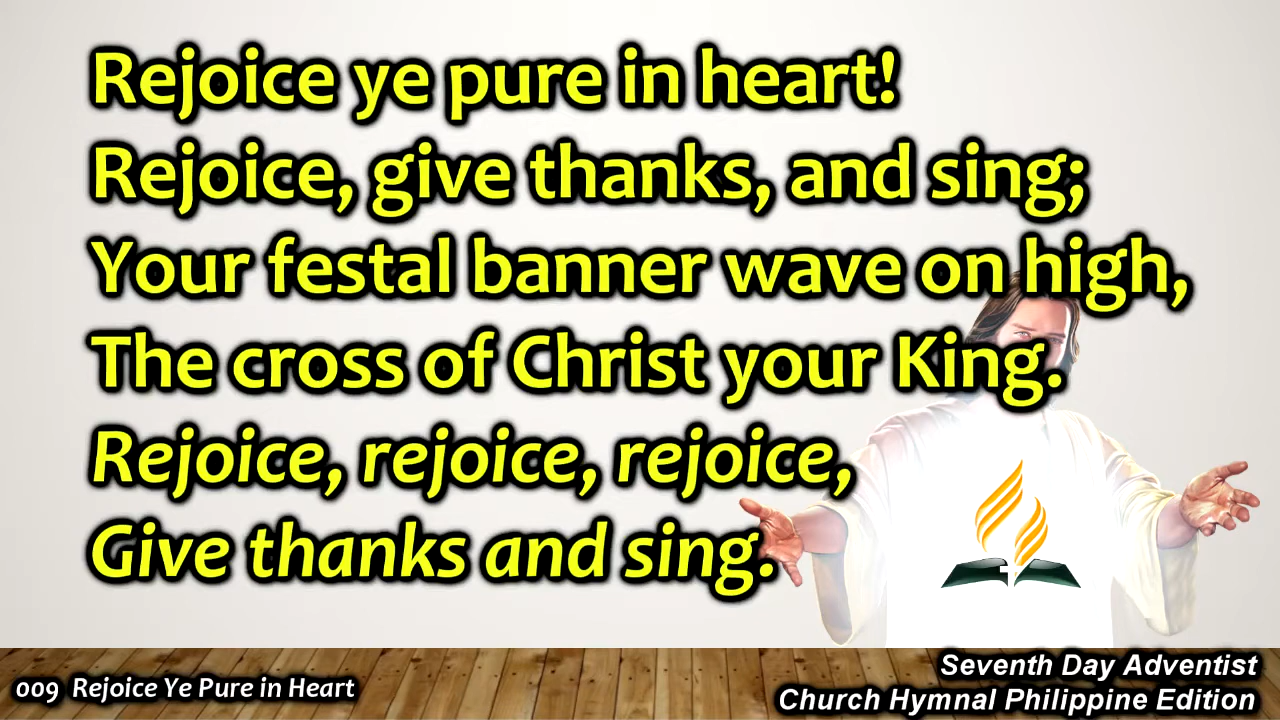 Rejoice ye pure in heart!
Rejoice, give thanks, and sing;
Your festal banner wave on high,
The cross of Christ your King.
Rejoice, rejoice, rejoice,
Give thanks and sing.
009 Rejoice Ye Pure in Heart
Seventh Day Adventist
Church Hymnal Philippine Edition